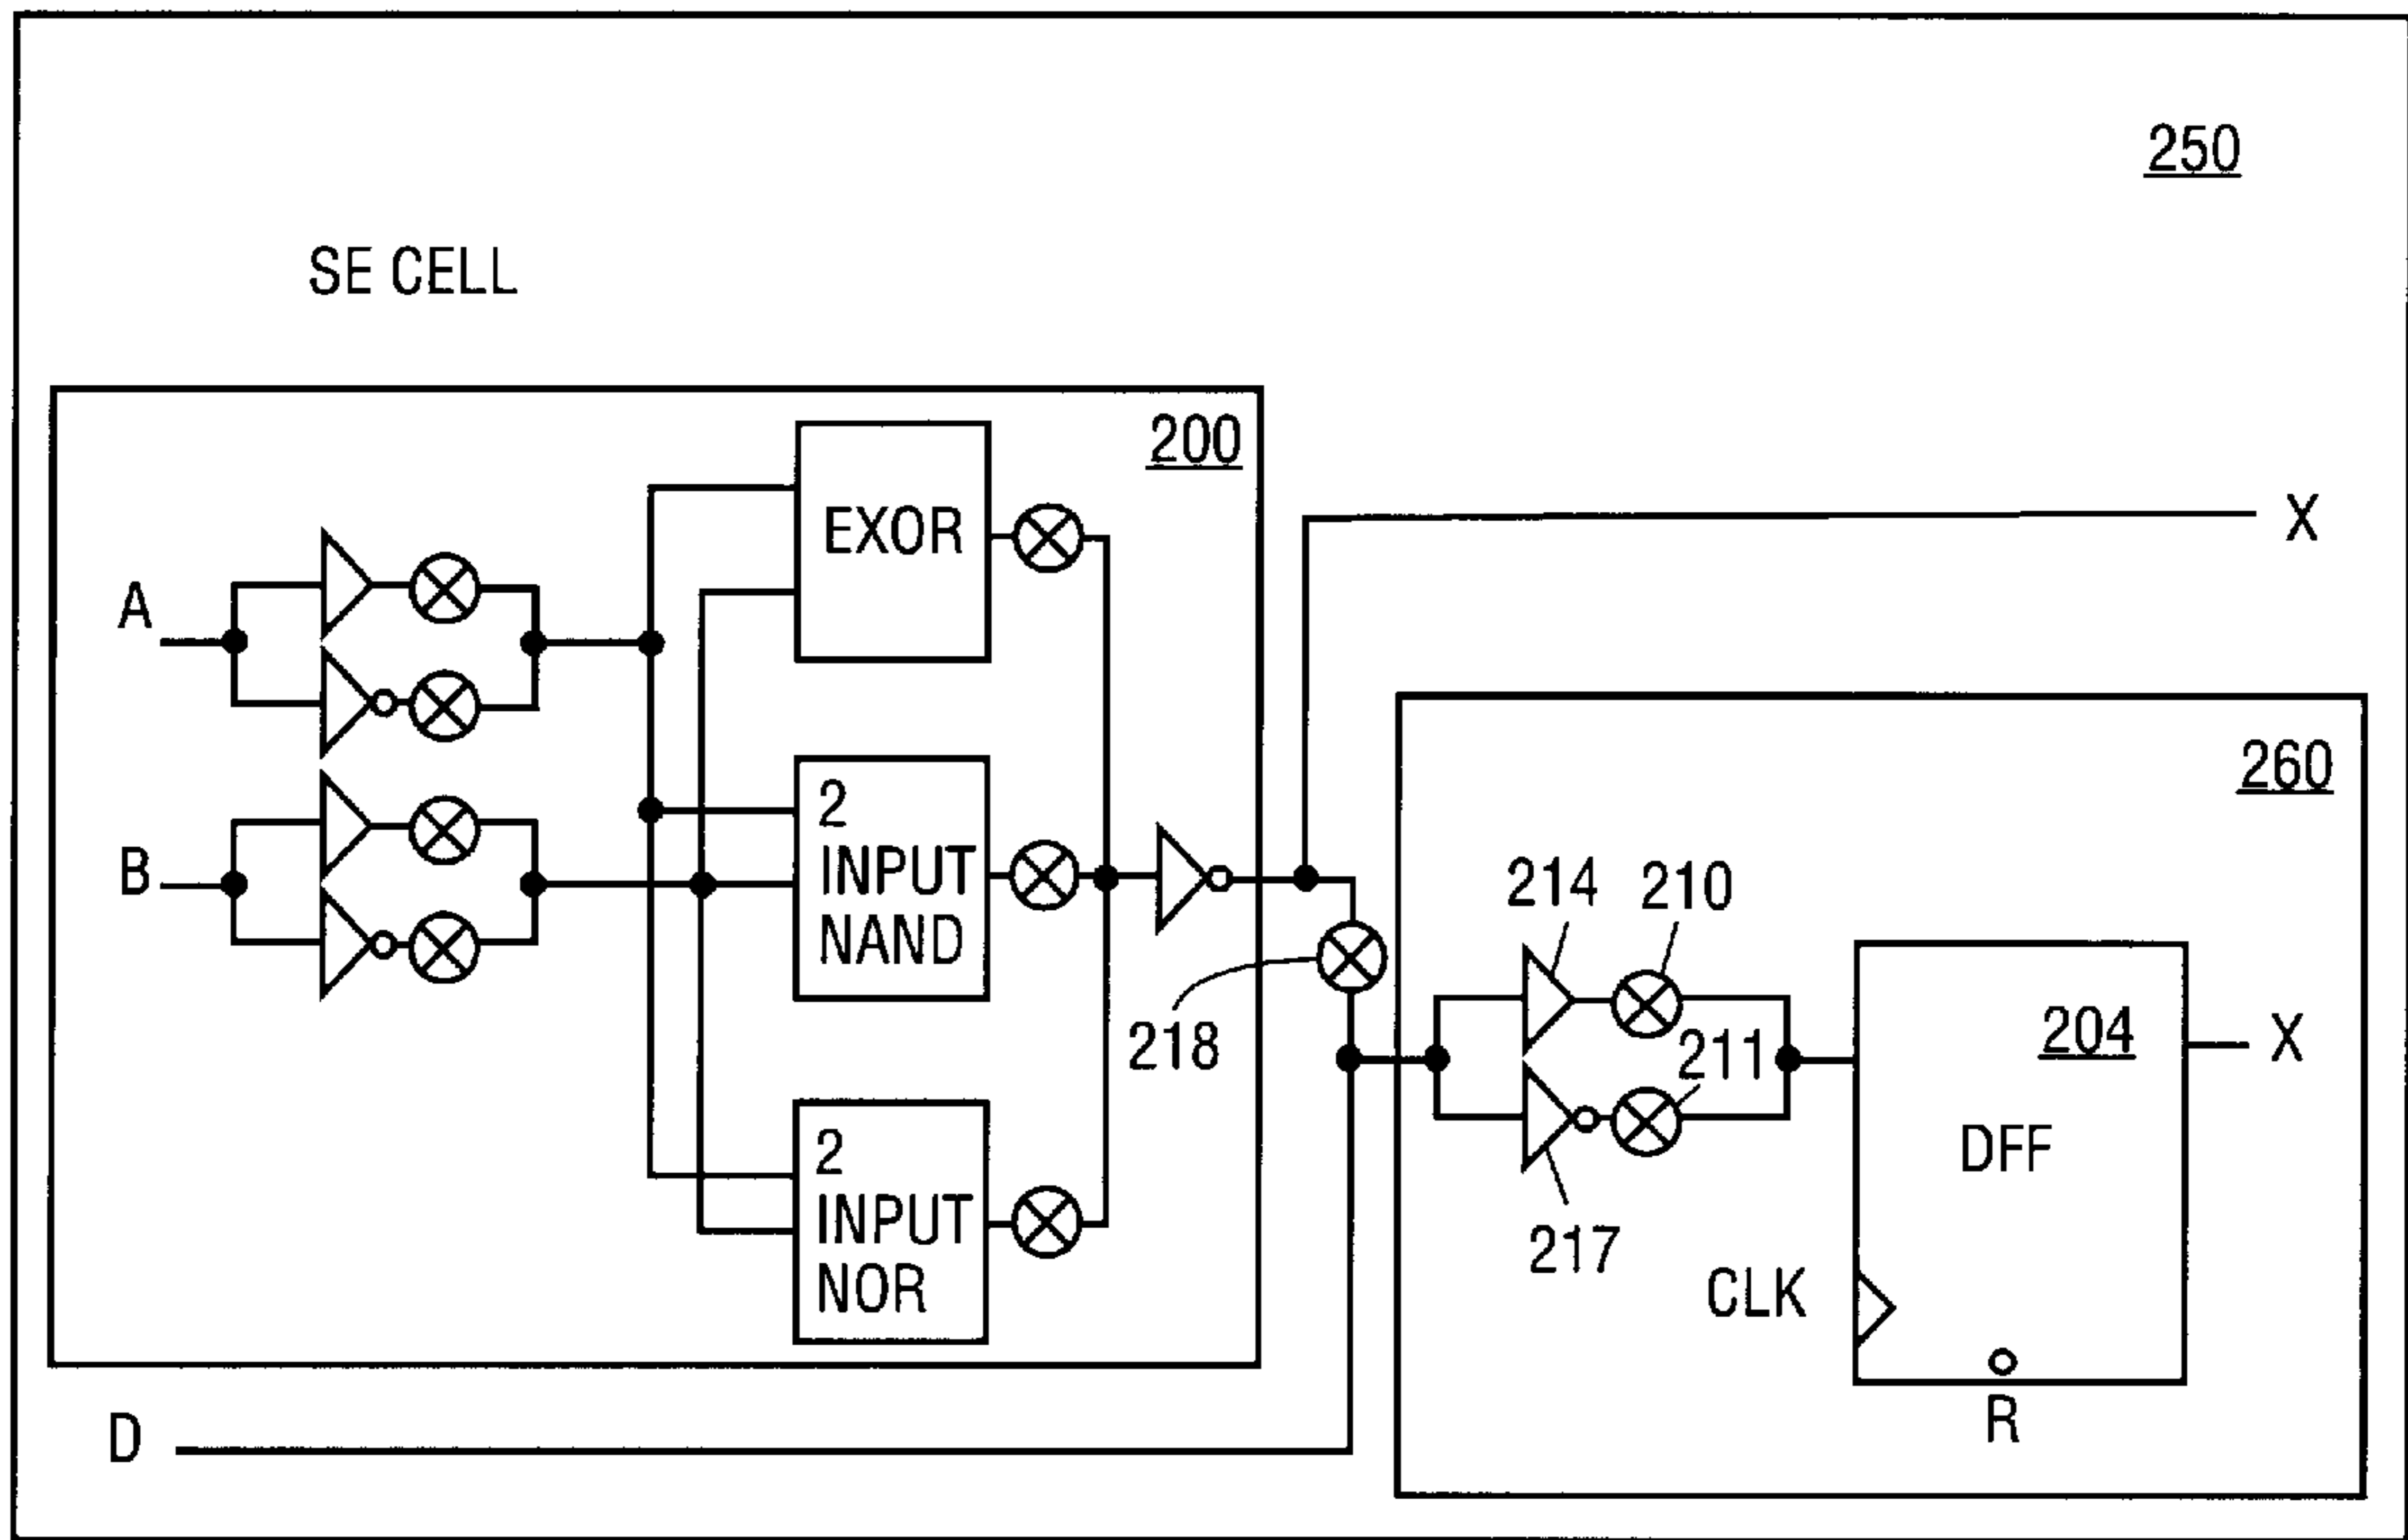 250
SE CELL
200
EXOR
X
A
260
2
INPUT
NAND
B
214
210
218
211
204
X
DFF
2
INPUT
NOR
217
CLK
R
D